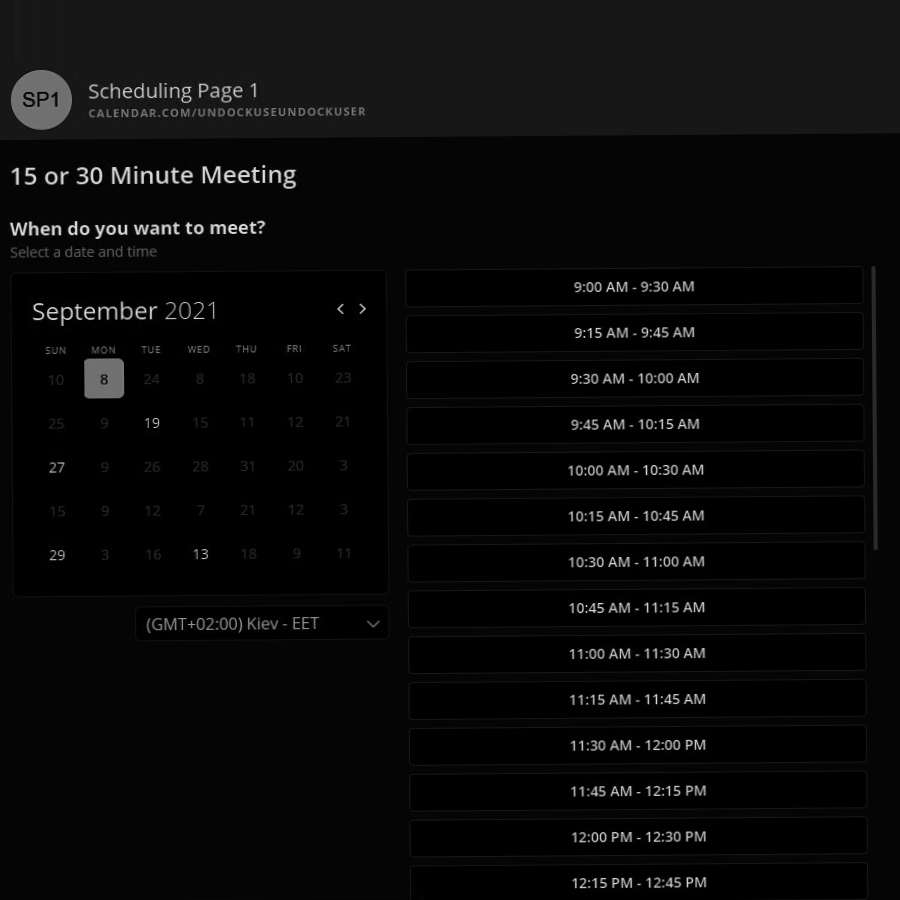 SP1
Scheduling Page 1
CALENDAR.COM/UNDOCKUSEUNDOCKUSER
15 or 30 Minute Meeting
When do you want to meet?
Select a date and time
September 2021
SUN MON TUE WED THU FRI SAT
10 8 24 8 18 10 23
25 9 19 15 11 12 21
27 9 26 28 31 20 3
15 9 12 7 21 12 3
29 3 16 13 18 9 11
(GMT+02:00) Kiev - EET
9:00 AM - 9:30 AM
9:15 AM - 9:45 AM
9:30 AM - 10:00 AM
9:45 AM - 10:15 AM
10:00 AM - 10:30 AM
10:15 AM - 10:45 AM
10:30 AM - 11:00 AM
10:45 AM - 11:15 AM
11:00 AM - 11:30 AM
11:15 AM - 11:45 AM
11:30 AM - 12:00 PM
11:45 AM - 12:15 PM
12:00 PM - 12:30 PM
12:15 PM - 12:45 PM